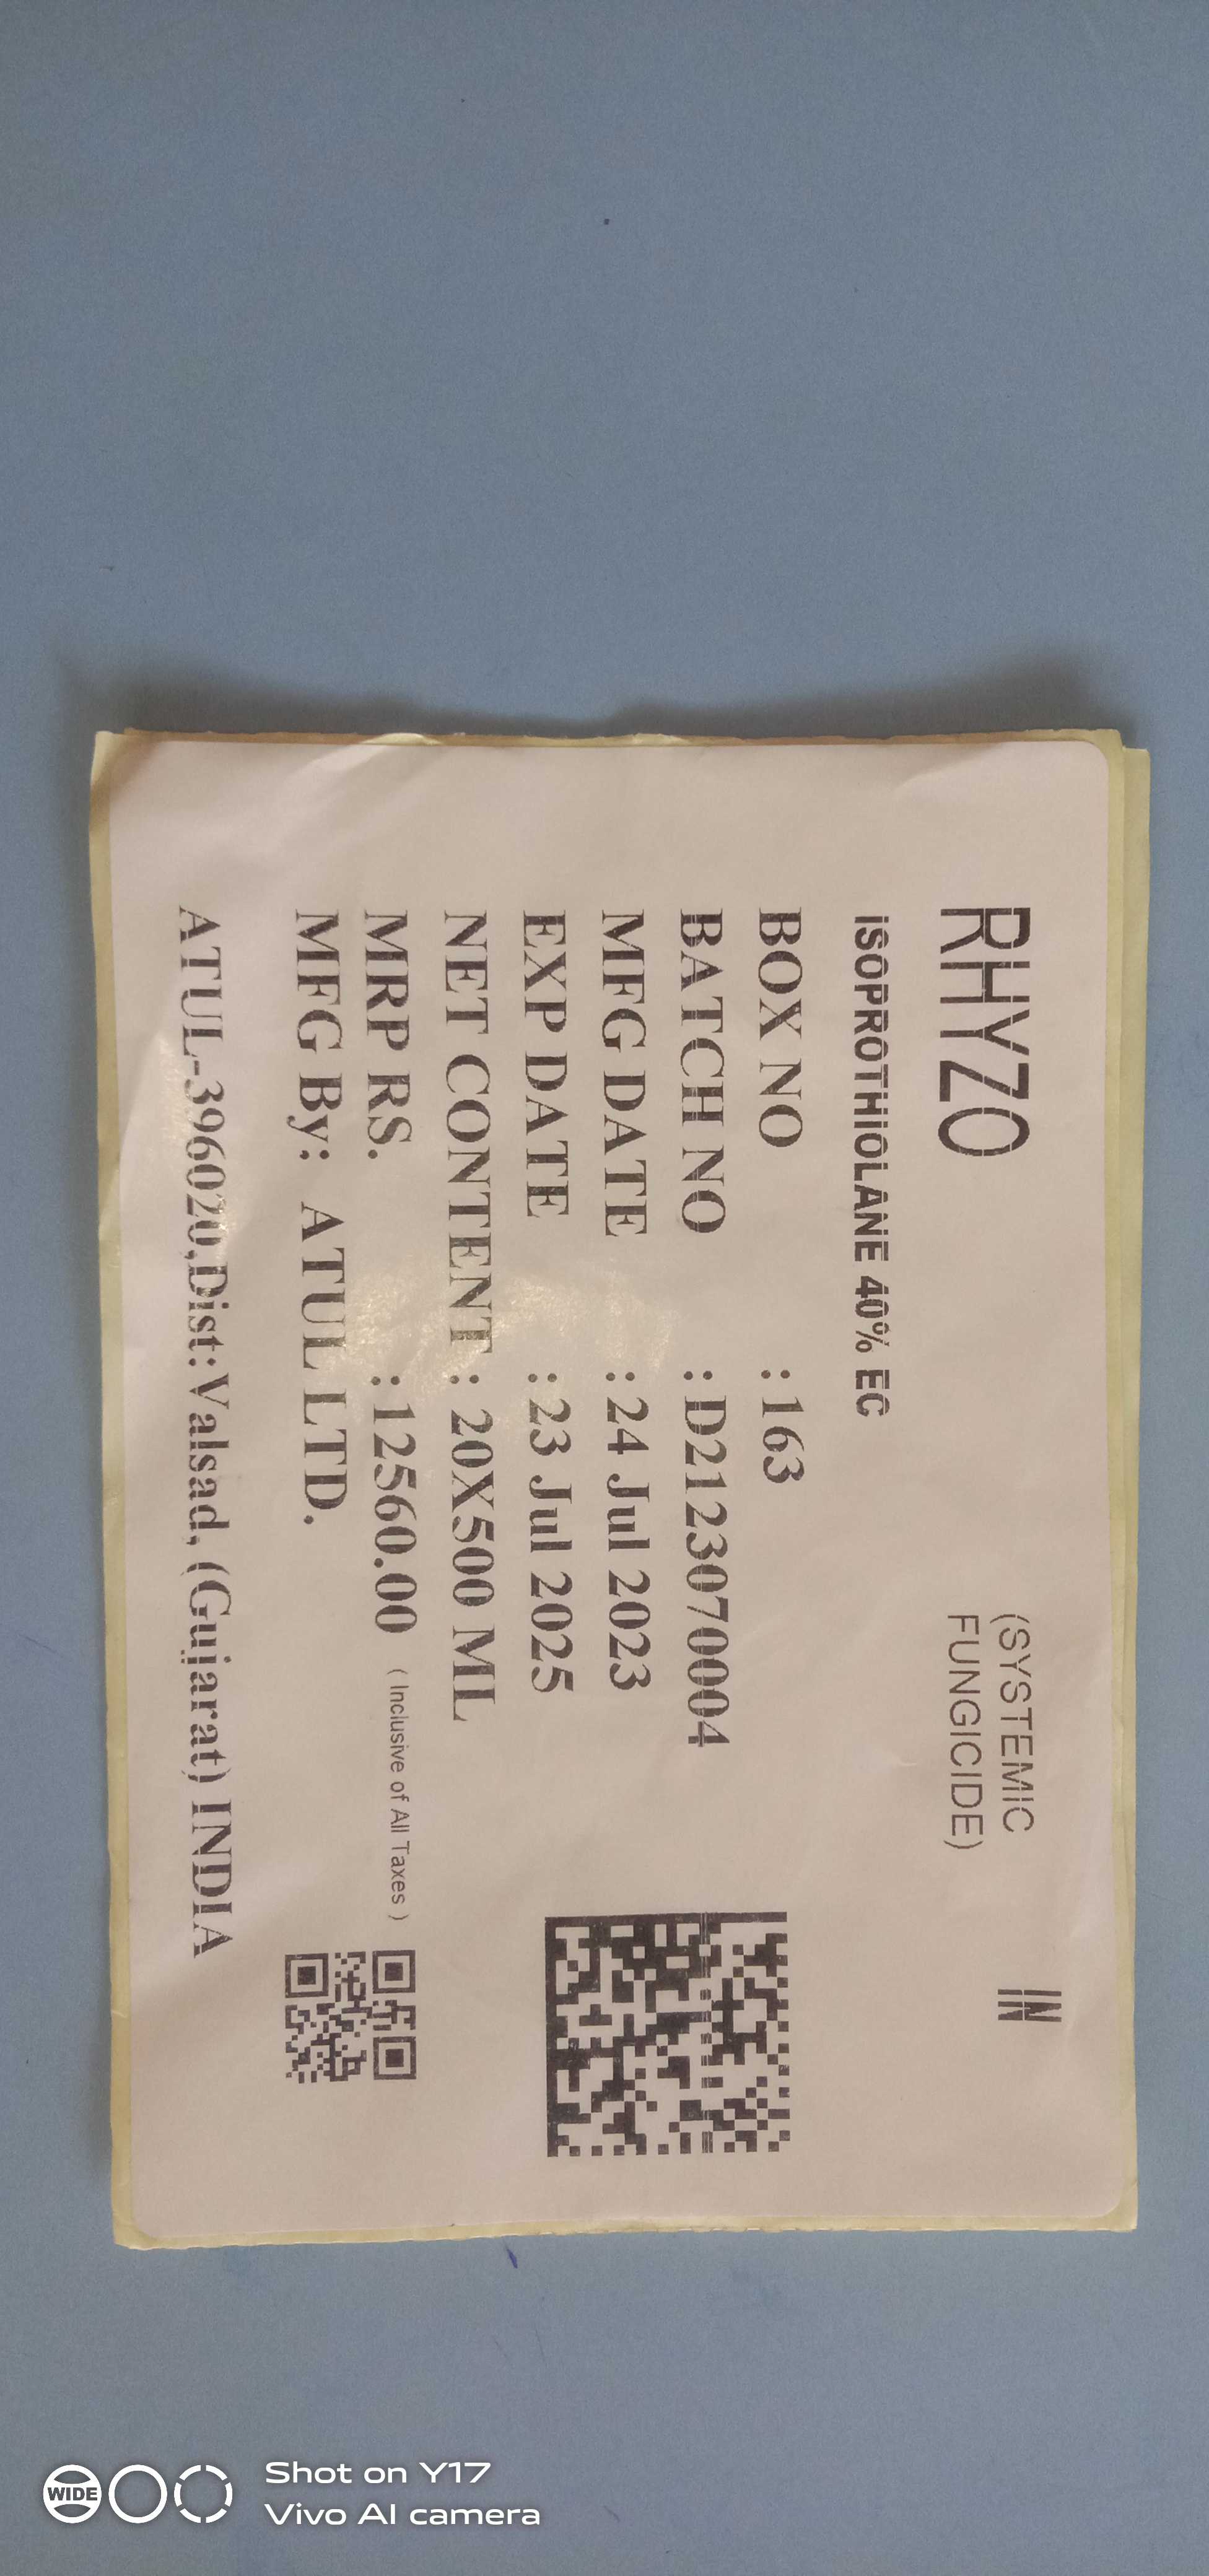 RHYZO
(SYSTEMIC
FUNGICIDE)
IN
ISOPROTHIOLANE 40% EC
BOX NO : 163
BATCH NO : D2123070004
MFG DATE : 24 Jul 2023
EXP DATE : 23 Jul 2025
NET CONTENT : 20X500 ML
MRP RS. : 12560.00 ( Inclusive of All Taxes )
MFG By: ATUL LTD.
ATUL-396020,Dist:Valsad, (Gujarat) INDIA
WIDE
Shot on Y17
Vivo AI camera